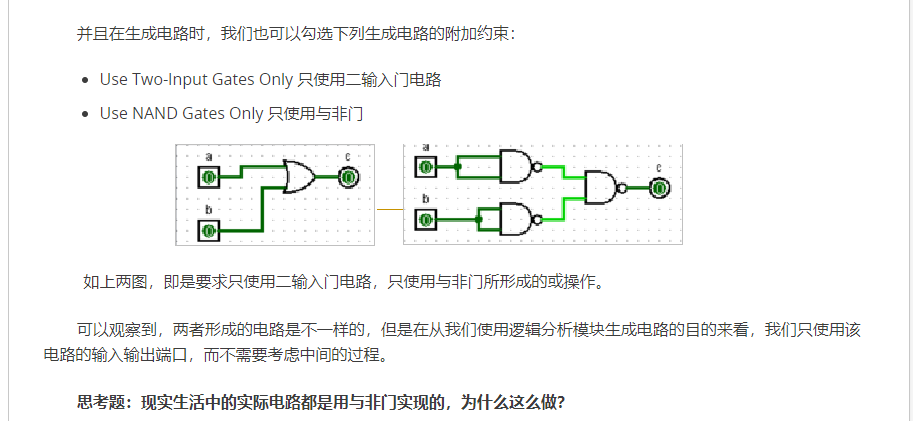 并且在生成电路时，我们也可以勾选下列生成电路的附加约束：
Use Two-Input Gates Only 只使用二输入门电路
Use NAND Gates Only 只使用与非门
a
c
b
a
c
b
如上两图，即是要求只使用二输入门电路，只使用与非门所形成的或操作。
可以观察到，两者形成的电路是不一样的，但是在从我们使用逻辑分析模块生成电路的目的来看，我们只使用该
电路的输入输出端口，而不需要考虑中间的过程。
思考题：现实生活中的实际电路都是用与非门实现的，为什么这么做？